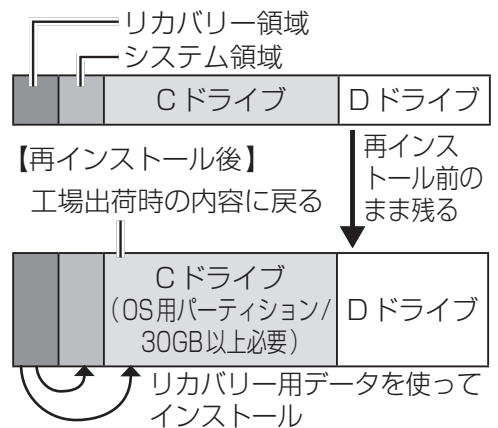 リカバリー領域
システム領域
Cドライブ
Dドライブ
【再インストール後】
工場出荷時の内容に戻る
再インス
トール前の
まま残る
Cドライブ
（OS用パーティション/
30GB以上必要）
Dドライブ
リカバリー用データを使って
インストール